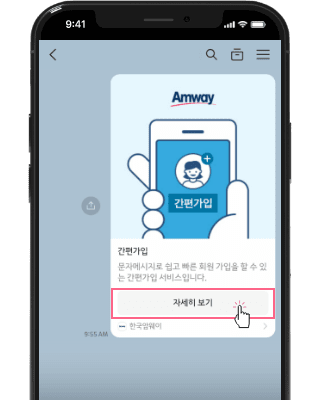 9:41
Amway
간편가입
간편가입
문자메시지로 쉽고 빠른 회원 가입을 할 수 있
는 간편가입 서비스입니다.
자세히 보기
한국암웨이
9:55 AM